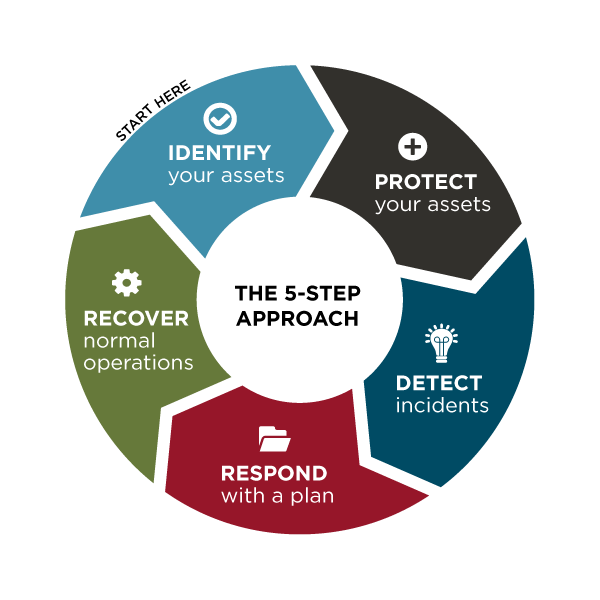 START HERE
IDENTIFY
your assets
PROTECT
your assets
DETECT
incidents
RESPOND
with a plan
RECOVER
normal
operations
THE 5-STEP
APPROACH